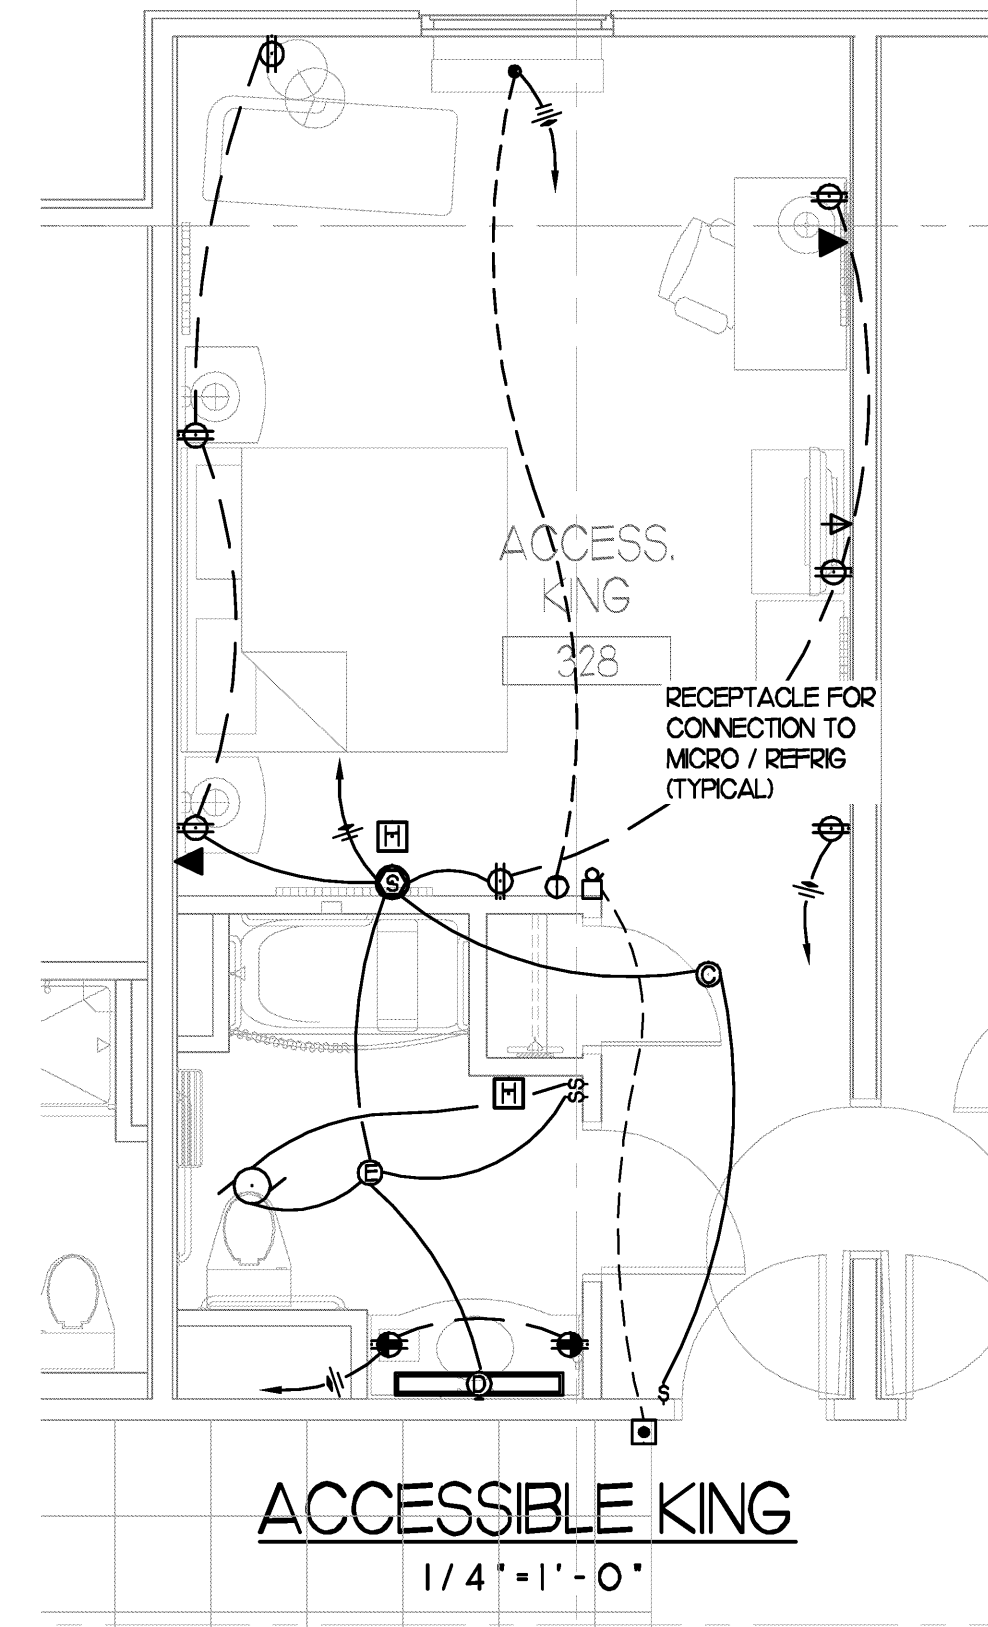 ACCESS.
KING
328
RECEPTACLE FOR
CONNECTION TO
MICRO / REFRIG
(TYPICAL)
H
S
C
H
S
S
E
D
S
ACCESSIBLE KING
1/4"=1'-0"